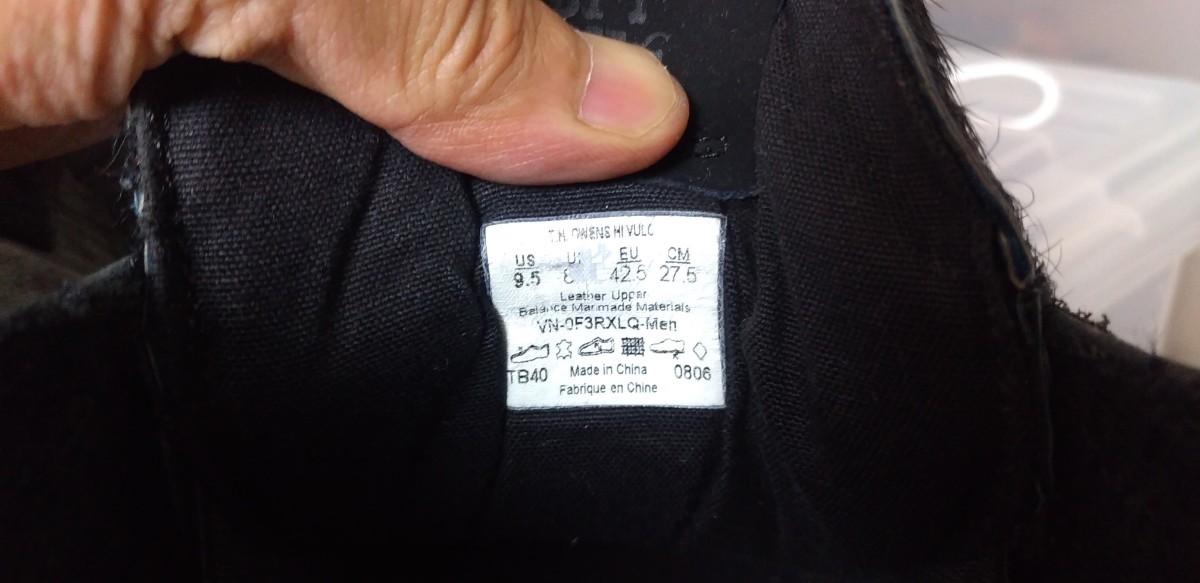 OWENS HI VULC
US EU CM
9.5 42.5 27.5
Leather Upper
Balance Manmade Materials
VN-0F3RXLQ-Men
TB40 Made in China 0806
Fabriqué en Chine